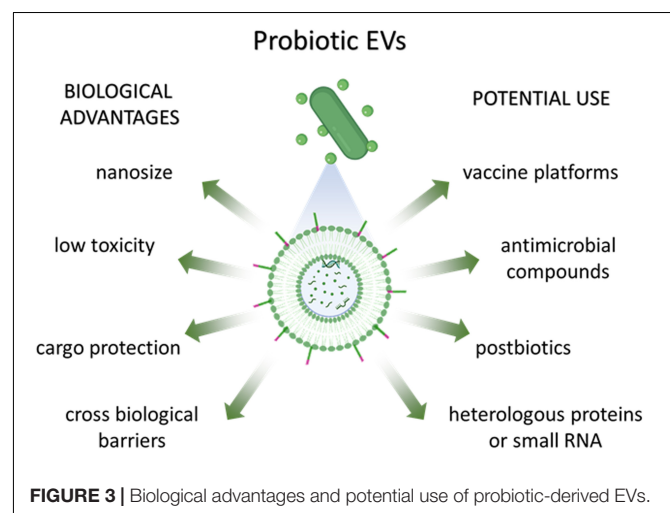 Probiotic EVs
BIOLOGICAL
ADVANTAGES
nanosize
low toxicity
cargo protection
cross biological
barriers
POTENTIAL USE
vaccine platforms
antimicrobial
compounds
postbiotics
heterologous proteins
or small RNA
FIGURE 3 | Biological advantages and potential use of probiotic-derived EVs.